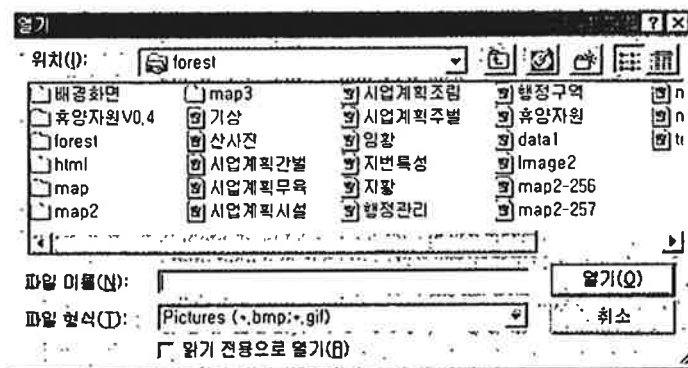 열기
위치(I): forest
배경화면 map3 사업계획조림 행정구역
휴양자원V0,4 기상 사업계획주벌 휴양자원
forest 산사진 임황 data1
html 사업계획간벌 지번특성 Image2
map 사업계획무육 지황 map2-256
map2 사업계획시설 행정관리 map2-257
파일 이름(N): 열기(O)
파일 형식(T): Pictures (*,bmp;*,gif) 취소
읽기 전용으로 열기(R)